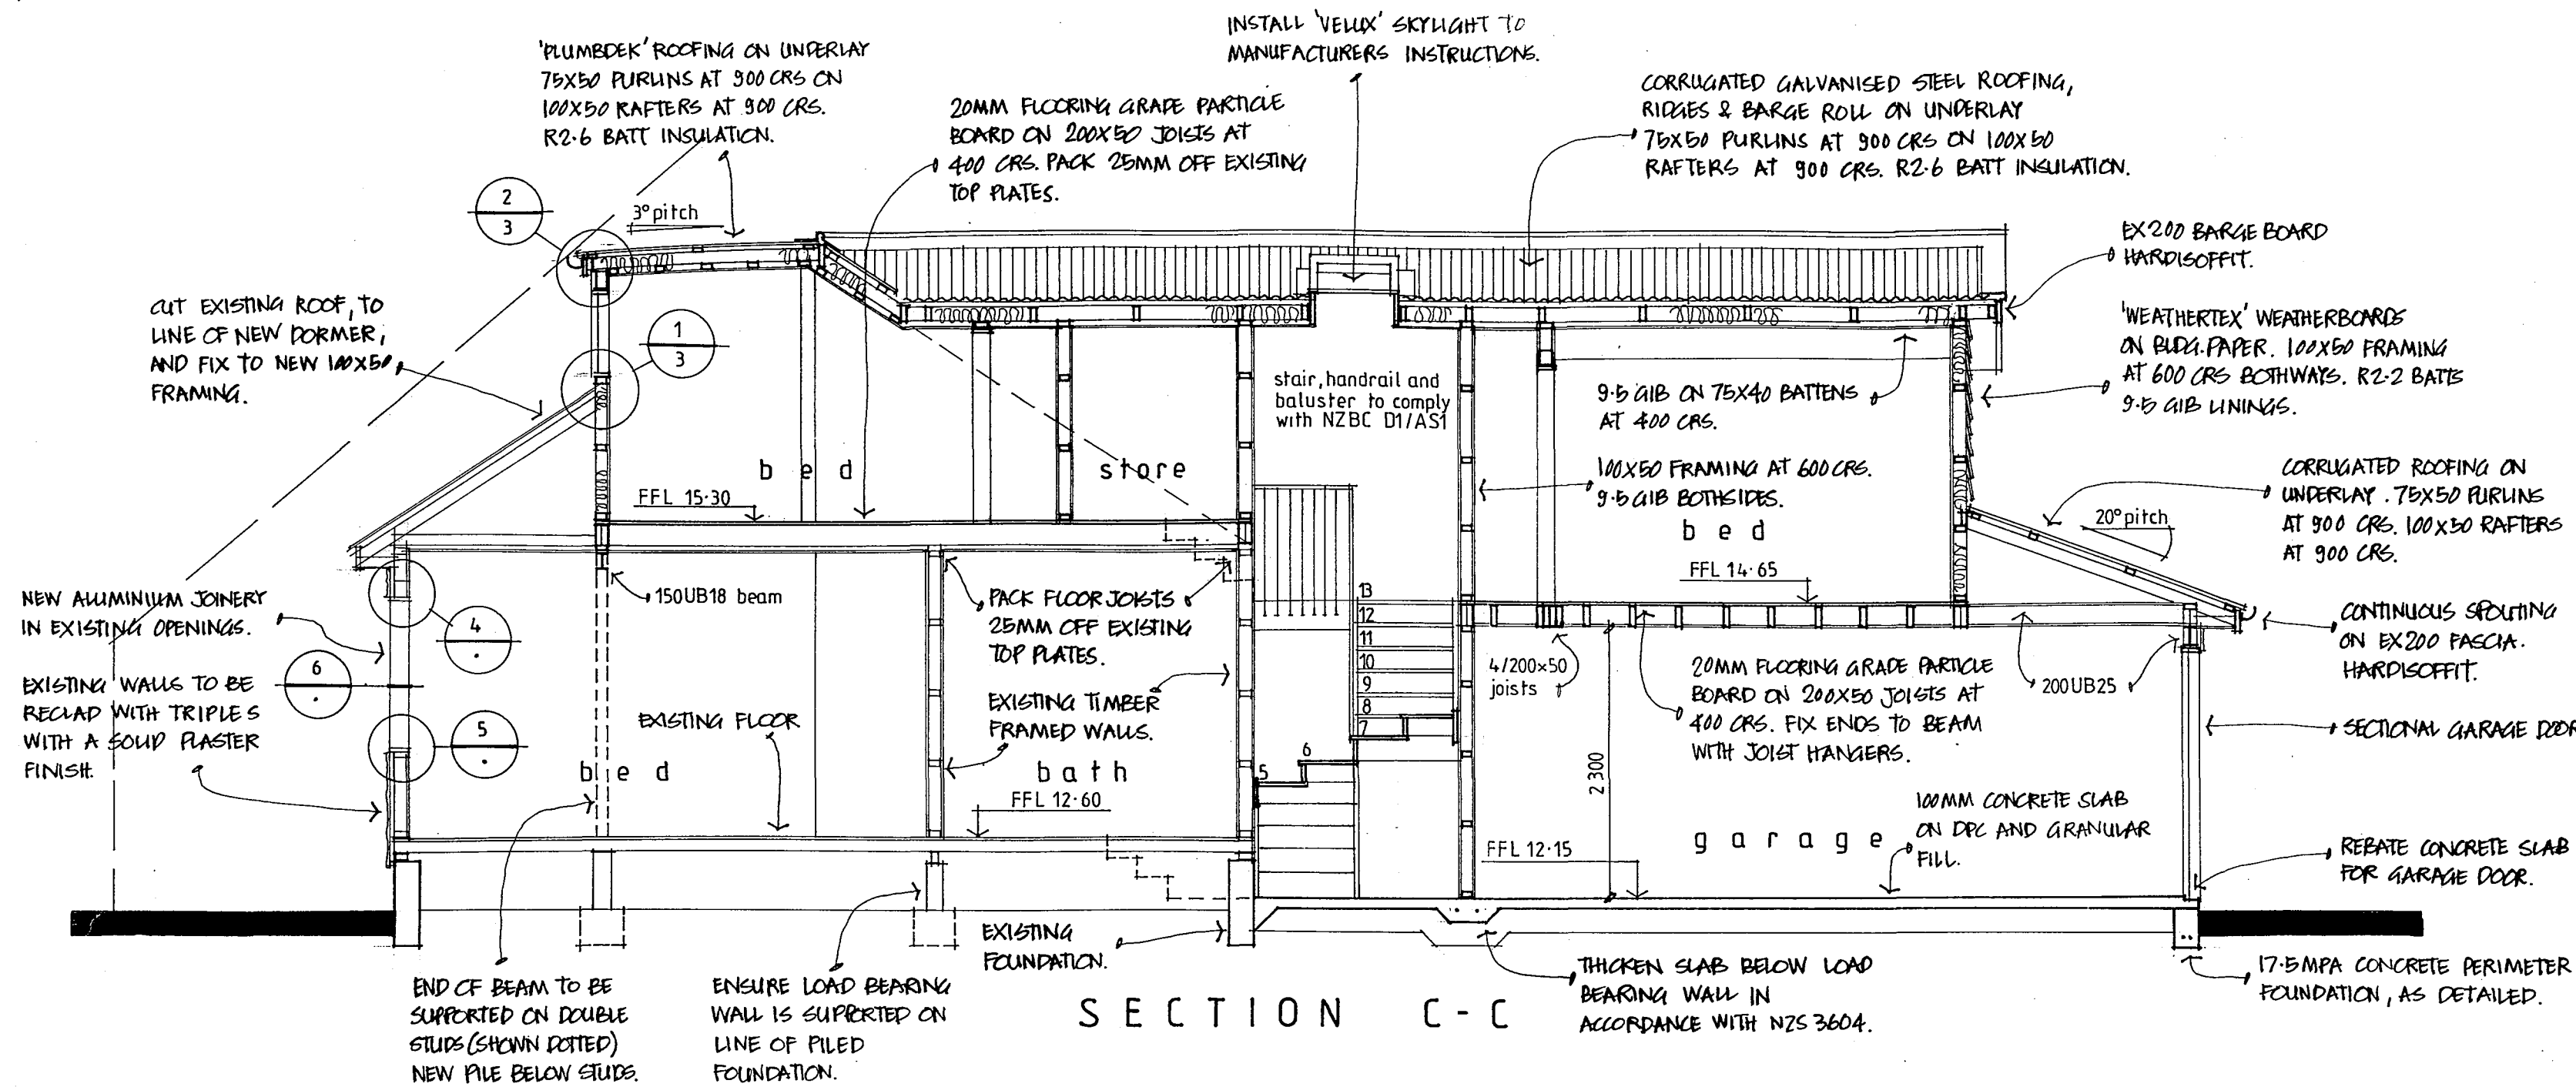 INSTALL 'VELUX' SKYLIGHT TO
MANUFACTURERS INSTRUCTIONS.
'PLUMBDEK' ROOFING ON UNDERLAY
75X50 PURLINS AT 900 CRS ON
100X50 RAFTERS AT 900 CRS.
R2.6 BATT INSULATION.
20MM FLOORING GRADE PARTICLE
BOARD ON 200X50 JOISTS AT
400 CRS. PACK 25MM OFF EXISTING
TOP PLATES.
CORRUGATED GALVANISED STEEL ROOFING,
RIDGES & BARGE ROLL ON UNDERLAY
75X50 PURLINS AT 900 CRS ON 100X50
RAFTERS AT 900 CRS. R2.6 BATT INSULATION.
2
3
3° pitch
EX 200 BARGE BOARD
HARDISOFFIT.
CUT EXISTING ROOF, TO
LINE OF NEW DORMER,
AND FIX TO NEW 100X50
FRAMING.
1
3
'WEATHERTEX' WEATHERBOARDS
ON BLDG. PAPER. 100X50 FRAMING
AT 600 CRS BOTHWAYS. R2.2 BATTS
9.5 GIB LININGS.
stair, handrail and
baluster to comply
with NZBC D1/AS1
9.5 GIB ON 75X40 BATTENS
AT 400 CRS.
100X50 FRAMING AT 600 CRS.
9.5 GIB BOTHSIDES.
bed
store
bed
FFL 15·30
FFL 14·65
CORRUGATED ROOFING ON
UNDERLAY. 75X50 PURLINS
AT 900 CRS. 100X50 RAFTERS
AT 900 CRS.
20° pitch
NEW ALUMINIUM JOINERY
IN EXISTING OPENINGS.
4
.
6
.
5
.
EXISTING WALLS TO BE
RECLAD WITH TRIPLE S
WITH A SOLID PLASTER
FINISH.
150UB18 beam
PACK FLOOR JOISTS
25MM OFF EXISTING
TOP PLATES.
EXISTING TIMBER
FRAMED WALLS.
EXISTING FLOOR
bed
bath
FFL 12·60
13
12
11
10
9
8
7
6
5
4/200x50
joists
20MM FLOORING GRADE PARTICLE
BOARD ON 200X50 JOISTS AT
400 CRS. FIX ENDS TO BEAM
WITH JOIST HANGERS.
200UB25
CONTINUOUS SPOUTING
ON EX 200 FASCIA.
HARDISOFFIT.
SECTIONAL GARAGE DOOR
2300
FFL 12·15
garage
100MM CONCRETE SLAB
ON DPC AND GRANULAR
FILL.
REBATE CONCRETE SLAB
FOR GARAGE DOOR.
END OF BEAM TO BE
SUPPORTED ON DOUBLE
STUDS (SHOWN DOTTED)
NEW PILE BELOW STUDS.
ENSURE LOAD BEARING
WALL IS SUPPORTED ON
LINE OF PILED
FOUNDATION.
EXISTING
FOUNDATION.
THICKEN SLAB BELOW LOAD
BEARING WALL IN
ACCORDANCE WITH NZS 3604.
17.5 MPA CONCRETE PERIMETER
FOUNDATION, AS DETAILED.
SECTION C-C